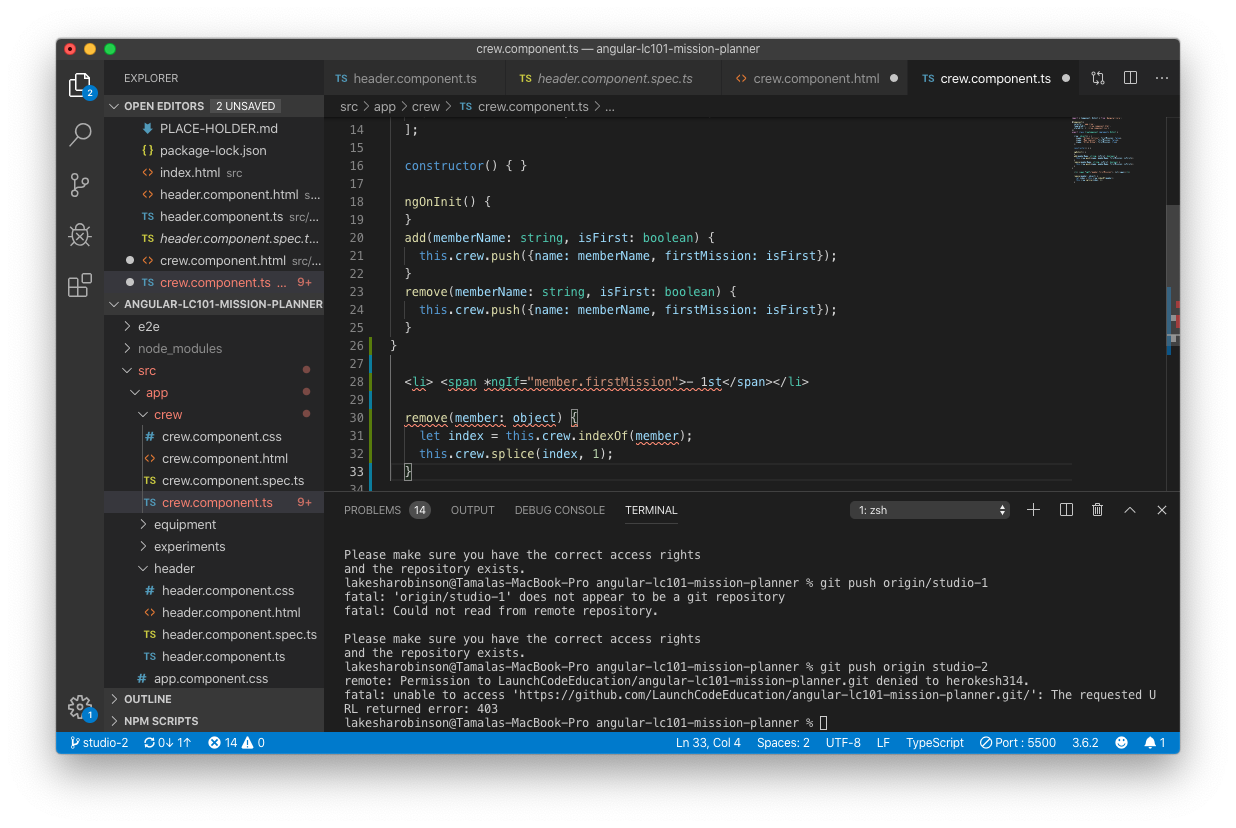 crew.component.ts — angular-lc101-mission-planner
EXPLORER
TS header.component.ts
TS header.component.spec.ts
<> crew.component.html
TS crew.component.ts
...
2
OPEN EDITORS 2 UNSAVED
PLACE-HOLDER.md
{} package-lock.json
<> index.html src
<> header.component.html s...
TS header.component.ts src/...
TS header.component.spec.t...
<> crew.component.html src/...
TS crew.component.ts ... 9+
ANGULAR-LC101-MISSION-PLANNER
> e2e
> node_modules
src
app
crew
# crew.component.css
<> crew.component.html
TS crew.component.spec.ts
TS crew.component.ts 9+
> equipment
> experiments
header
# header.component.css
<> header.component.html
TS header.component.spec.ts
TS header.component.ts
# app.component.css
> OUTLINE
> NPM SCRIPTS
1
src > app > crew > TS crew.component.ts > ...
14 ];
15
16 constructor() { }
17
18 ngOnInit() {
19 }
20 add(memberName: string, isFirst: boolean) {
21 this.crew.push({name: memberName, firstMission: isFirst});
22 }
23 remove(memberName: string, isFirst: boolean) {
24 this.crew.push({name: memberName, firstMission: isFirst});
25 }
26 }
27
28 <li> <span *ngIf="member.firstMission">- 1st</span></li>
29
30 remove(member: object) {
31 let index = this.crew.indexOf(member);
32 this.crew.splice(index, 1);
33 }
34
PROBLEMS 14 OUTPUT DEBUG CONSOLE TERMINAL 1: zsh
Please make sure you have the correct access rights
and the repository exists.
lakesharobinson@Tamalas-MacBook-Pro angular-lc101-mission-planner % git push origin/studio-1
fatal: 'origin/studio-1' does not appear to be a git repository
fatal: Could not read from remote repository.
Please make sure you have the correct access rights
and the repository exists.
lakesharobinson@Tamalas-MacBook-Pro angular-lc101-mission-planner % git push origin studio-2
remote: Permission to LaunchCodeEducation/angular-lc101-mission-planner.git denied to herokesh314.
fatal: unable to access 'https://github.com/LaunchCodeEducation/angular-lc101-mission-planner.git/': The requested U
RL returned error: 403
lakesharobinson@Tamalas-MacBook-Pro angular-lc101-mission-planner %
studio-2 0↓ 1↑ 14 0 Ln 33, Col 4 Spaces: 2 UTF-8 LF TypeScript Port : 5500 3.6.2 1